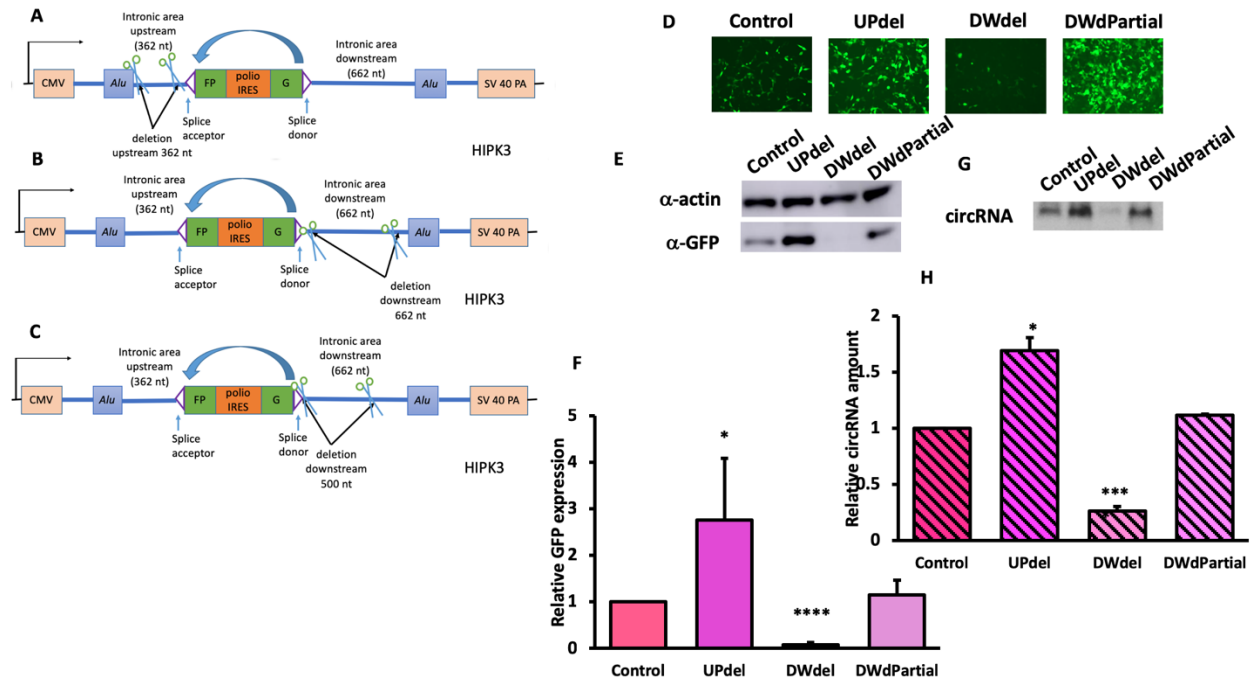 A
Intronic area
upstream
(362 nt)
Intronic area
downstream
(662 nt)
CMV
Alu
FP
polio
IRES
G
Alu
SV 40 PA
Splice
acceptor
Splice
donor
deletion
upstream 362 nt
HIPK3
B
Intronic area
upstream
(362 nt)
Intronic area
downstream
(662 nt)
CMV
Alu
FP
polio
IRES
G
Alu
SV 40 PA
Splice
acceptor
Splice
donor
deletion
downstream
662 nt
HIPK3
C
Intronic area
upstream
(362 nt)
Intronic area
downstream
(662 nt)
CMV
Alu
FP
polio
IRES
G
Alu
SV 40 PA
Splice
acceptor
Splice
donor
deletion
downstream
500 nt
HIPK3
D
Control
UPdel
DWdel
DWdPartial
E
Control
UPdel
DWdel
DWdPartial
α-actin
α-GFP
G
Control
UPdel
DWdel
DWdPartial
circRNA
F
Relative GFP expression
5
4
3
2
1
0
*
****
Control
UPdel
DWdel
DWdPartial
H
Relative circRNA amount
2
1.5
1
0.5
0
*
***
Control
UPdel
DWdel
DWdPartial